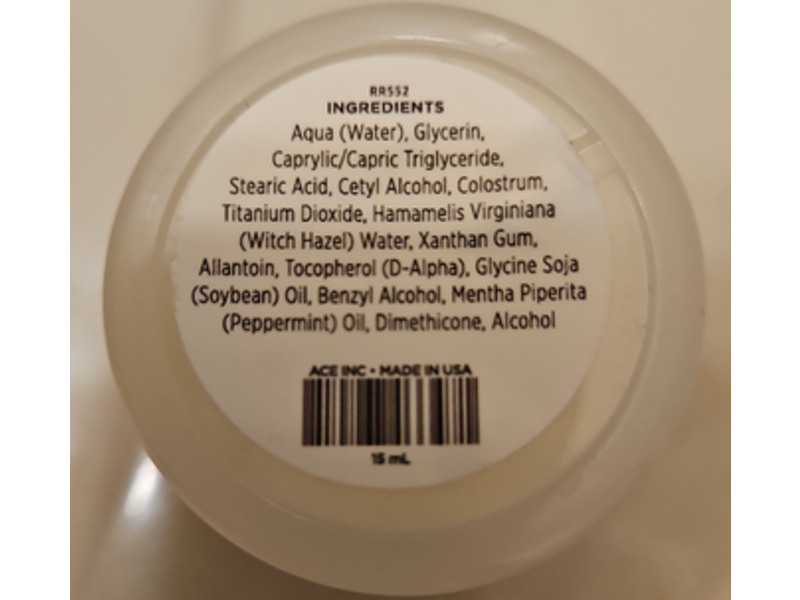 RR552
INGREDIENTS
Aqua (Water), Glycerin,
Caprylic/Capric Triglyceride,
Stearic Acid, Cetyl Alcohol, Colostrum,
Titanium Dioxide, Hamamelis Virginiana
(Witch Hazel) Water, Xanthan Gum,
Allantoin, Tocopherol (D-Alpha), Glycine Soja
(Soybean) Oil, Benzyl Alcohol, Mentha Piperita
(Peppermint) Oil, Dimethicone, Alcohol
ACE INC • MADE IN USA
15 mL